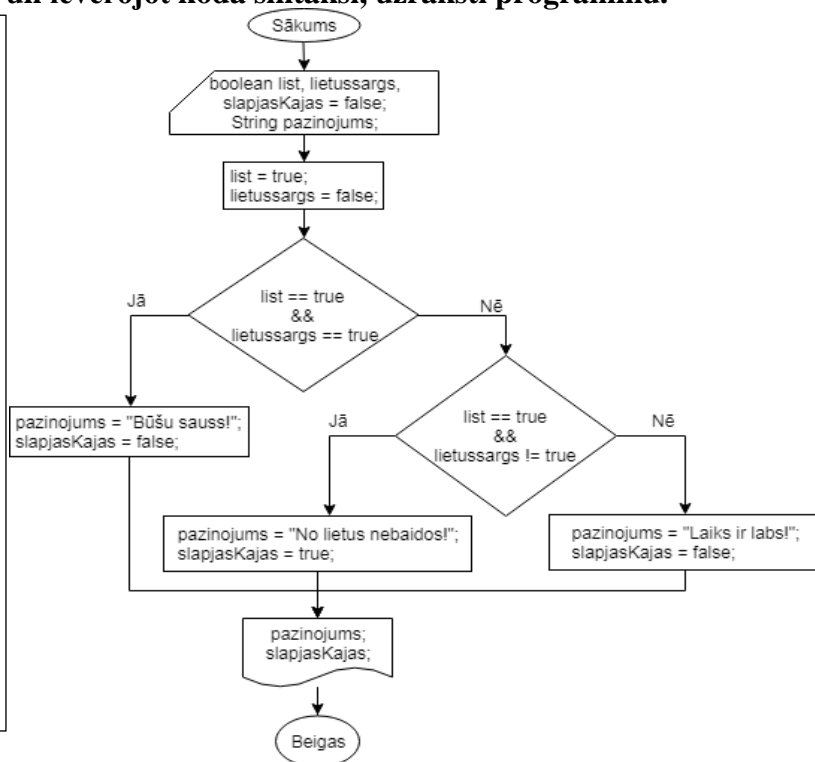 un ievērojot koda sintaksi, uzraksti programmu.
Sākums
boolean list, lietussargs,
slapjasKajas = false;
String pazinojums;
list = true;
lietussargs = false;
Jā
list == true
&&
lietussargs == true
Nē
pazinojums = "Būšu sauss!";
slapjasKajas = false;
Jā
list == true
&&
lietussargs != true
Nē
pazinojums = "No lietus nebaidos!";
slapjasKajas = true;
pazinojums = "Laiks ir labs!";
slapjasKajas = false;
pazinojums;
slapjasKajas;
Beigas